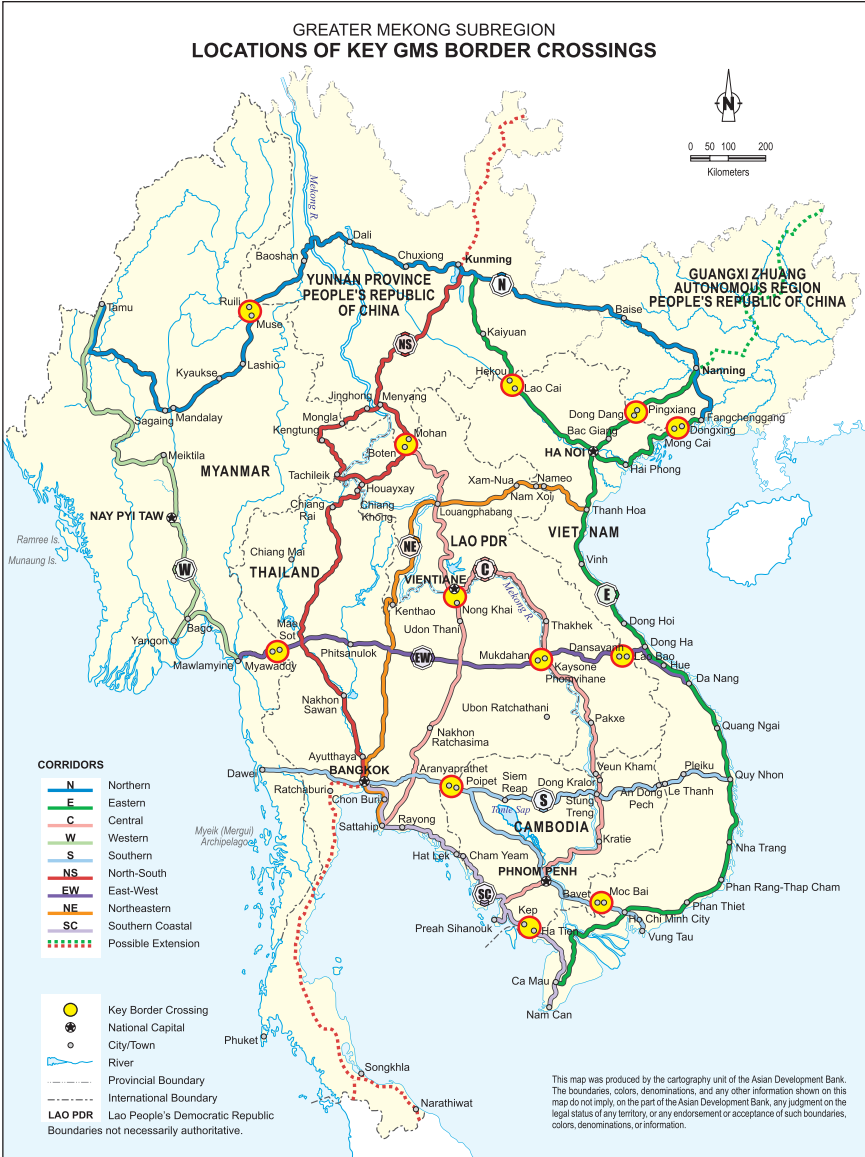 GREATER MEKONG SUBREGION
LOCATIONS OF KEY GMS BORDER CROSSINGS
N
0 50 100 200
Kilometers
Mekong R.
Dali
Baoshan
Chuxiong
Kunming
YUNNAN PROVINCE
PEOPLE'S REPUBLIC
OF CHINA
N
GUANGXI ZHUANG
AUTONOMOUS REGION
PEOPLE'S REPUBLIC OF CHINA
Tamu
Ruili
Muse
Baise
Kaiyuan
NS
Lashio
Kyaukse
Nanning
Hekou
Lao Cai
Jinghong
Menyang
Sagaing
Mandalay
Mongla
Kengtung
Mohan
Boten
Dong Dang
Pingxiang
Fangchenggang
Bac Giang
Dongxing
Mong Cai
HA NOI
Hai Phong
Meiktila
MYANMAR
Tachileik
Houayxay
Chiang
Rai
Chiang
Khong
Xam-Nua
Nameo
Nam Xoi
Louangphabang
Thanh Hoa
NAY PYI TAW
Ramree Is.
Munaung Is.
Chiang Mai
THAILAND
NE
LAO PDR
VIET NAM
Vinh
W
VIENTIANE
C
Mekong R.
Nong Khai
E
Kenthao
Udon Thani
Thakhek
Dong Hoi
Bago
Yangon
Mae
Sot
Mawlamyine
Myawaddy
Phitsanulok
EW
Mukdahan
Kaysone
Phomvihane
Dansavanh
Lao Bao
Dong Ha
Hue
Da Nang
Nakhon
Sawan
Ubon Ratchathani
Pakxe
Quang Ngai
Nakhon
Ratchasima
Ayutthaya
BANGKOK
Dawei
Ratchaburi
Chon Buri
Aranyaprathet
Poipet
Siem
Reap
Dong Kralor
Veun Kham
S
Stung
Treng
Pleiku
An Dong
Pech
Le Thanh
Quy Nhon
Tonle Sap
CAMBODIA
Sattahip
Rayong
Myeik (Mergui)
Archipelago
Kratie
Nha Trang
Hat Lek
Cham Yeam
PHNOM PENH
SC
Bavet
Moc Bai
Phan Rang-Thap Cham
Phan Thiet
Kep
Ha Tien
Preah Sihanouk
Ho Chi Minh City
Vung Tau
Ca Mau
Nam Can
Phuket
Songkhla
Narathiwat
CORRIDORS
N Northern
E Eastern
C Central
W Western
S Southern
NS North-South
EW East-West
NE Northeastern
SC Southern Coastal
Possible Extension
Key Border Crossing
National Capital
City/Town
River
Provincial Boundary
International Boundary
LAO PDR Lao People's Democratic Republic
Boundaries not necessarily authoritative.
This map was produced by the cartography unit of the Asian Development Bank.
The boundaries, colors, denominations, and any other information shown on this
map do not imply, on the part of the Asian Development Bank, any judgment on the
legal status of any territory, or any endorsement or acceptance of such boundaries,
colors, denominations, or information.